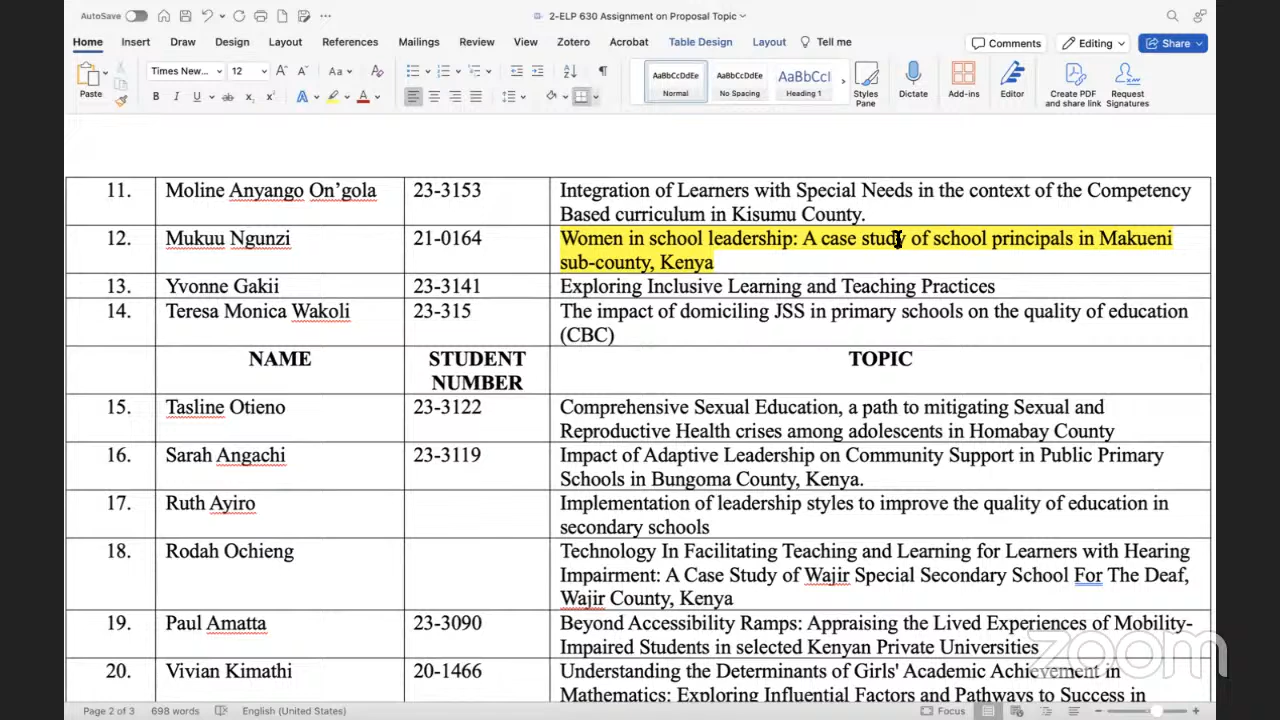 AutoSave
2-ELP 630 Assignment on Proposal Topic
Home Insert Draw Design Layout References Mailings Review View Zotero Acrobat Table Design Layout Tell me Comments Editing Share
Paste
Times New... 12
AaBbCcDdEe
Normal
AaBbCcDdEe
No Spacing
AaBbCcI
Heading 1
Styles
Pane
Dictate
Add-ins
Editor
Create PDF
and share link
Request
Signatures
11. Moline Anyango On’gola 23-3153 Integration of Learners with Special Needs in the context of the Competency
Based curriculum in Kisumu County.
12. Mukuu Ngunzi 21-0164 Women in school leadership: A case study of school principals in Makueni
sub-county, Kenya
13. Yvonne Gakii 23-3141 Exploring Inclusive Learning and Teaching Practices
14. Teresa Monica Wakoli 23-315 The impact of domiciling JSS in primary schools on the quality of education
(CBC)
NAME STUDENT TOPIC
NUMBER
15. Tasline Otieno 23-3122 Comprehensive Sexual Education, a path to mitigating Sexual and
Reproductive Health crises among adolescents in Homabay County
16. Sarah Angachi 23-3119 Impact of Adaptive Leadership on Community Support in Public Primary
Schools in Bungoma County, Kenya.
17. Ruth Ayiro Implementation of leadership styles to improve the quality of education in
secondary schools
18. Rodah Ochieng Technology In Facilitating Teaching and Learning for Learners with Hearing
Impairment: A Case Study of Wajir Special Secondary School For The Deaf,
Wajir County, Kenya
19. Paul Amatta 23-3090 Beyond Accessibility Ramps: Appraising the Lived Experiences of Mobility-
Impaired Students in selected Kenyan Private Universities
20. Vivian Kimathi 20-1466 Understanding the Determinants of Girls' Academic Achievement in
Mathematics: Exploring Influential Factors and Pathways to Success in
zoom
Page 2 of 3 698 words English (United States) Focus